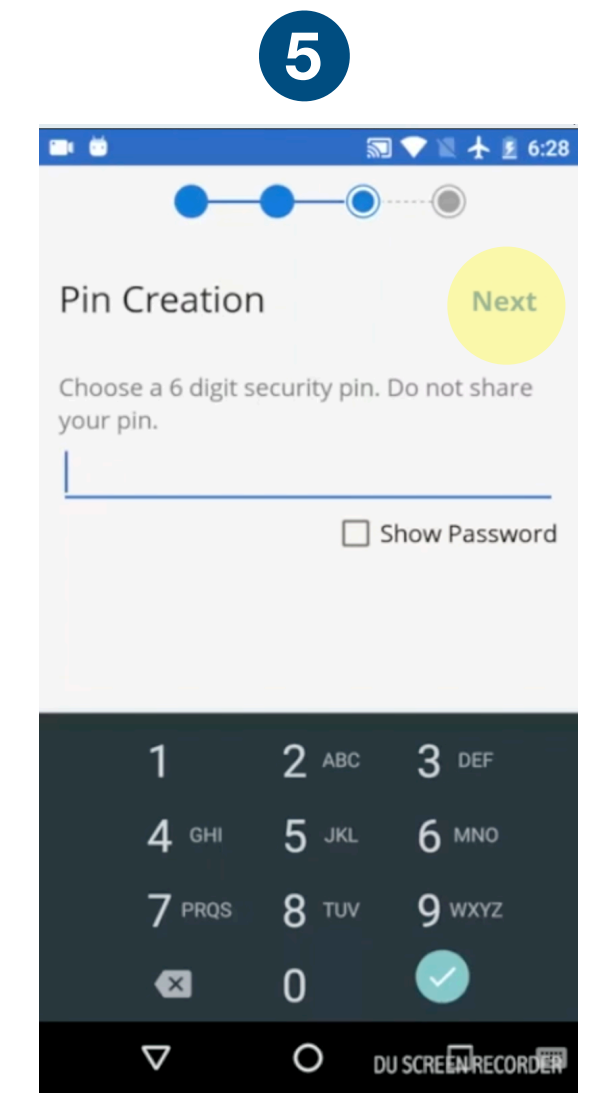 5
6:28
Pin Creation
Next
Choose a 6 digit security pin. Do not share
your pin.
Show Password
1 2 ABC 3 DEF
4 GHI 5 JKL 6 MNO
7 PRQS 8 TUV 9 WXYZ
0
DU SCREEN RECORDER